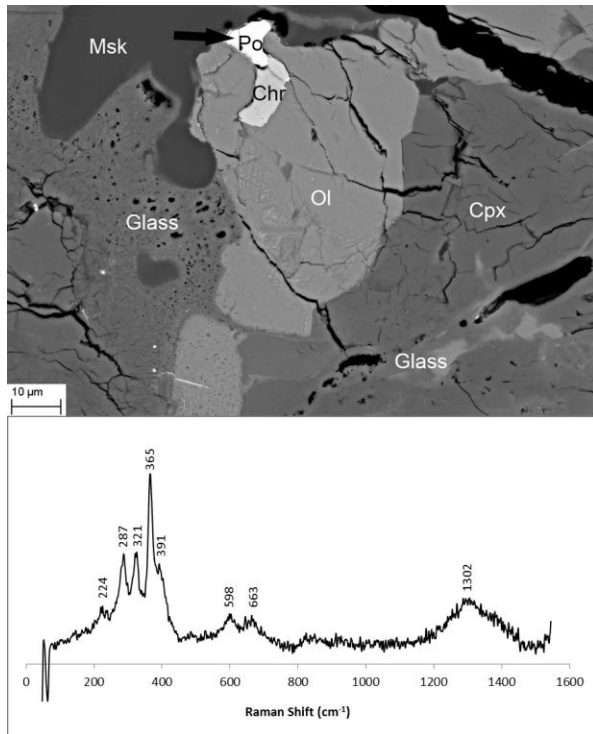 Msk
Po
Chr
Ol
Glass
Cpx
Glass
10 µm
224
287
321
365
391
598
663
1302
0 200 400 600 800 1000 1200 1400 1600
Raman Shift (cm⁻¹)